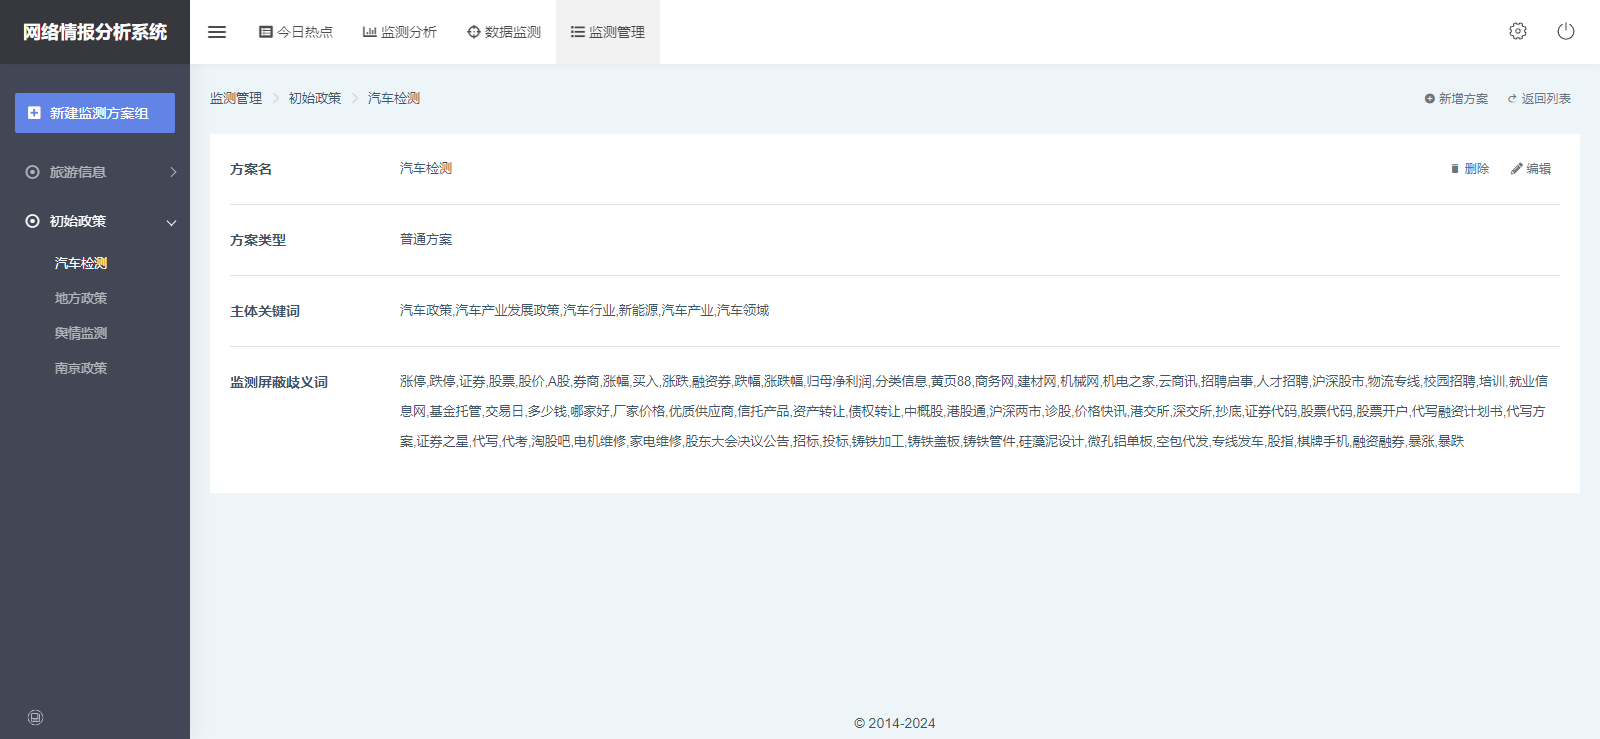 网络情报分析系统
今日热点 监测分析 数据监测 监测管理
新建监测方案组
旅游信息
初始政策
汽车检测
地方政策
舆情监测
南京政策
监测管理 初始政策 汽车检测
新增方案 返回列表
方案名 汽车检测 删除 编辑
方案类型 普通方案
主体关键词 汽车政策,汽车产业发展政策,汽车行业,新能源,汽车产业,汽车领域
监测屏蔽歧义词 涨停,跌停,证券,股票,股价,A股,券商,涨幅,买入,涨跌,融资券,跌幅,涨跌幅,归母净利润,分类信息,黄页88,商务网,建材网,机械网,机电之家,云商讯,招聘启事,人才招聘,沪深股市,物流专线,校园招聘,培训,就业信
息网,基金托管,交易日,多少钱,哪家好,厂家价格,优质供应商,信托产品,资产转让,债权转让,中概股,港股通,沪深两市,诊股,价格快讯,港交所,深交所,抄底,证券代码,股票代码,股票开户,代写融资计划书,代写方
案,证券之星,代写,代考,淘股吧,电机维修,家电维修,股东大会决议公告,招标,投标,铸铁加工,铸铁盖板,铸铁管件,硅藻泥设计,微孔铝单板,空包代发,专线发车,股指,棋牌手机,融资融券,暴涨,暴跌
© 2014-2024